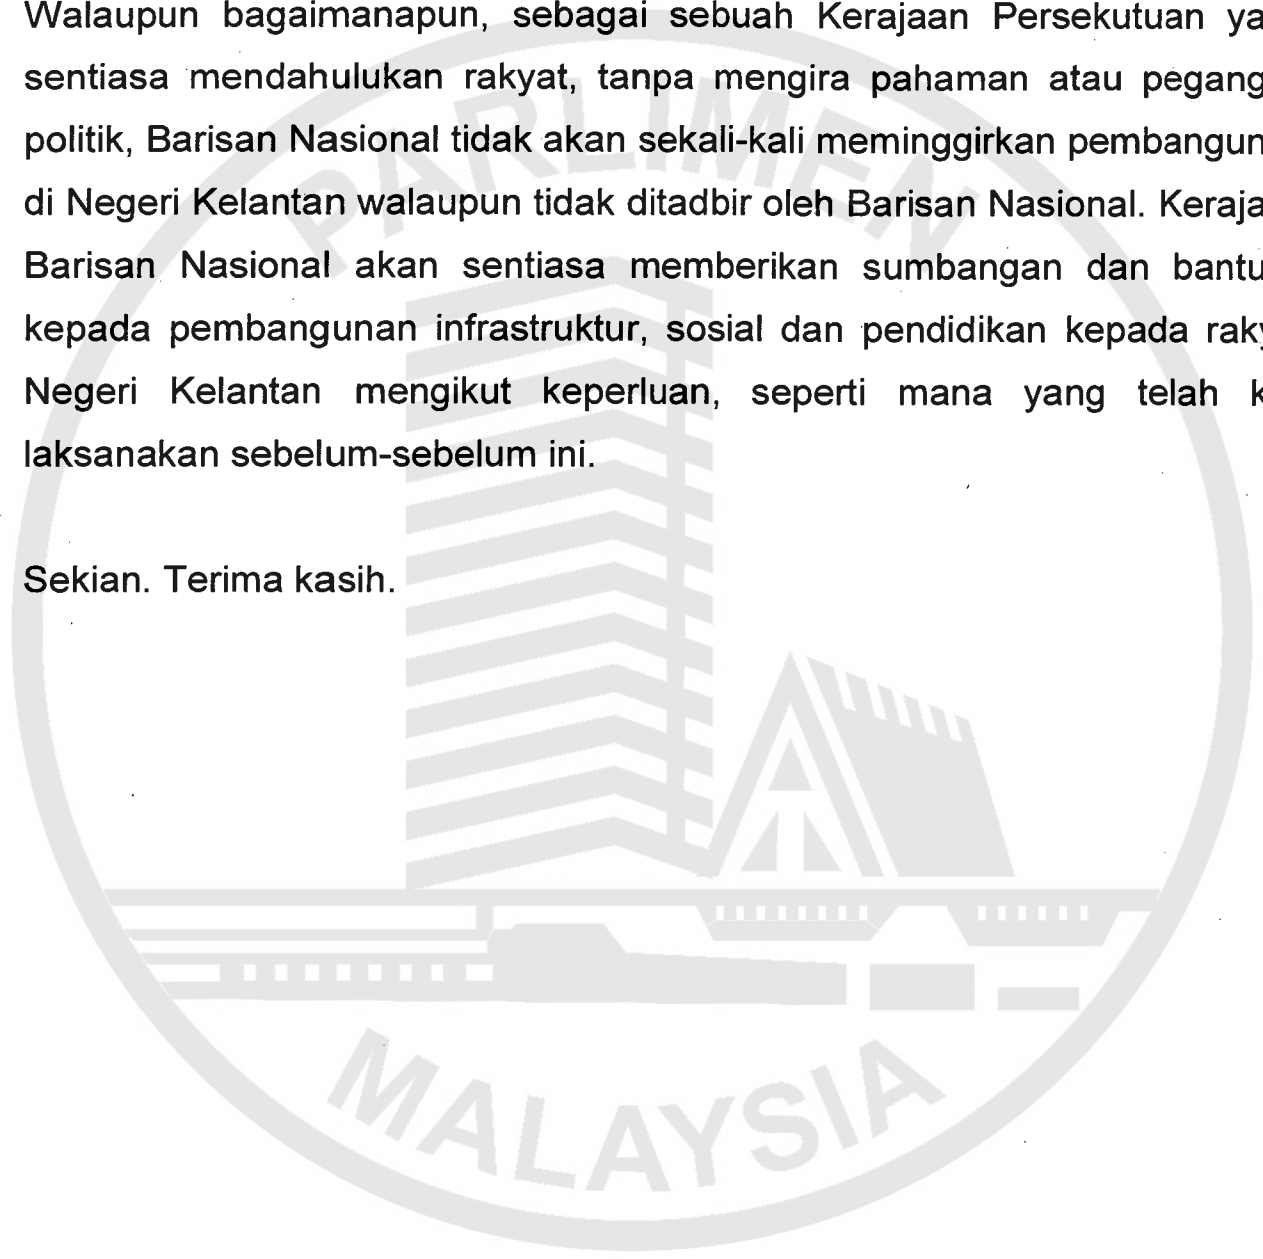 Walaupun bagaimanapun, sebagai sebuah Kerajaan Persekutuan ya
sentiasa mendahulukan rakyat, tanpa mengira pahaman atau pegang
politik, Barisan Nasional tidak akan sekali-kali meminggirkan pembangun
di Negeri Kelantan walaupun tidak ditadbir oleh Barisan Nasional. Keraja
Barisan Nasional akan sentiasa memberikan sumbangan dan bantu
kepada pembangunan infrastruktur, sosial dan pendidikan kepada raky
Negeri Kelantan mengikut keperluan, seperti mana yang telah k
laksanakan sebelum-sebelum ini.
Sekian. Terima kasih.
PARLIMEN
MALAYSIA